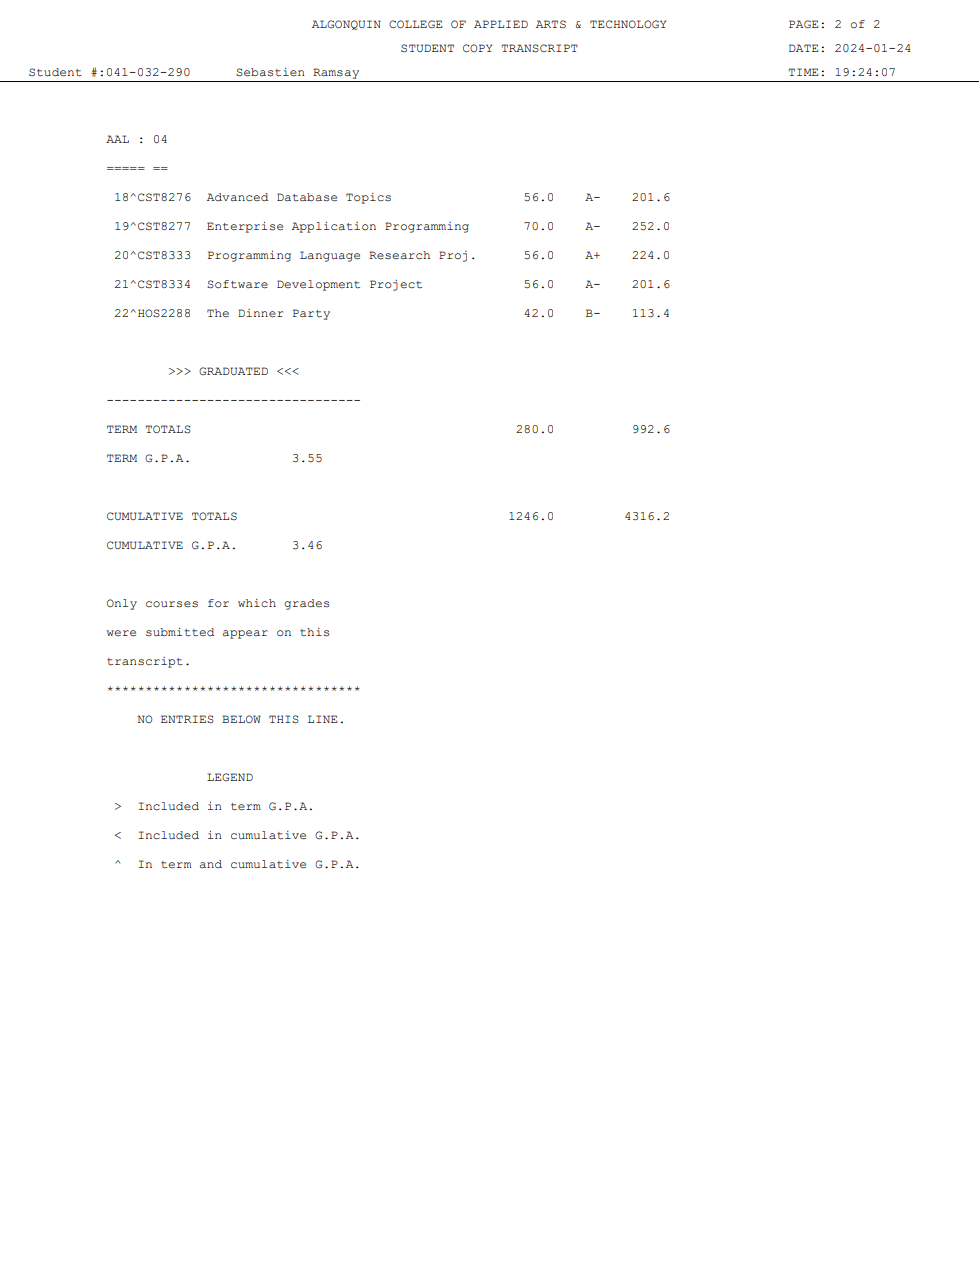 ALGONQUIN COLLEGE OF APPLIED ARTS & TECHNOLOGY PAGE: 2 of 2
STUDENT COPY TRANSCRIPT DATE: 2024-01-24
Student #:041-032-290 Sebastien Ramsay TIME: 19:24:07
AAL : 04
===== ==
18^CST8276 Advanced Database Topics 56.0 A- 201.6
19^CST8277 Enterprise Application Programming 70.0 A- 252.0
20^CST8333 Programming Language Research Proj. 56.0 A+ 224.0
21^CST8334 Software Development Project 56.0 A- 201.6
22^HOS2288 The Dinner Party 42.0 B- 113.4
>>> GRADUATED <<<
---------------------------------
TERM TOTALS 280.0 992.6
TERM G.P.A. 3.55
CUMULATIVE TOTALS 1246.0 4316.2
CUMULATIVE G.P.A. 3.46
Only courses for which grades
were submitted appear on this
transcript.
*********************************
NO ENTRIES BELOW THIS LINE.
LEGEND
> Included in term G.P.A.
< Included in cumulative G.P.A.
^ In term and cumulative G.P.A.